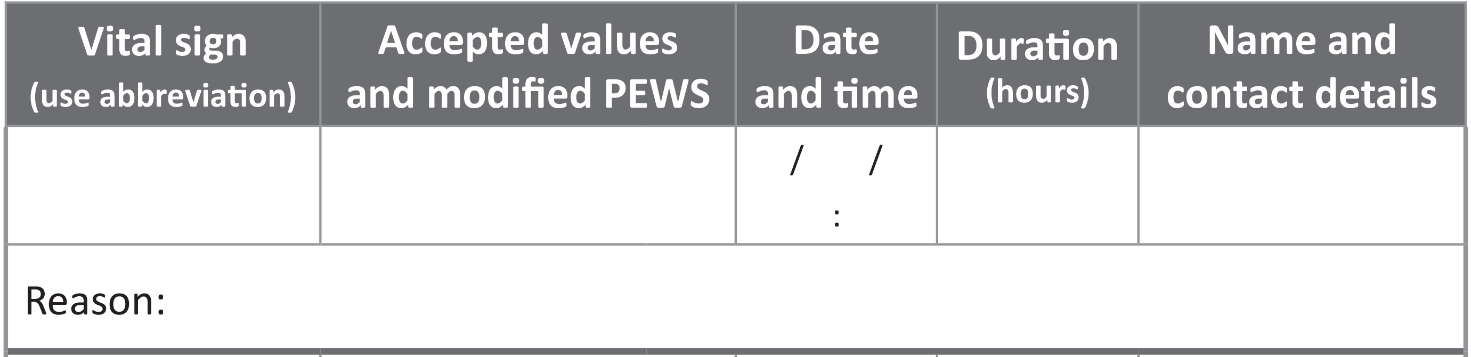 Vital sign
(use abbreviation)
Accepted values
and modified PEWS
Date
and time
Duration
(hours)
Name and
contact details
/ /
:
Reason: